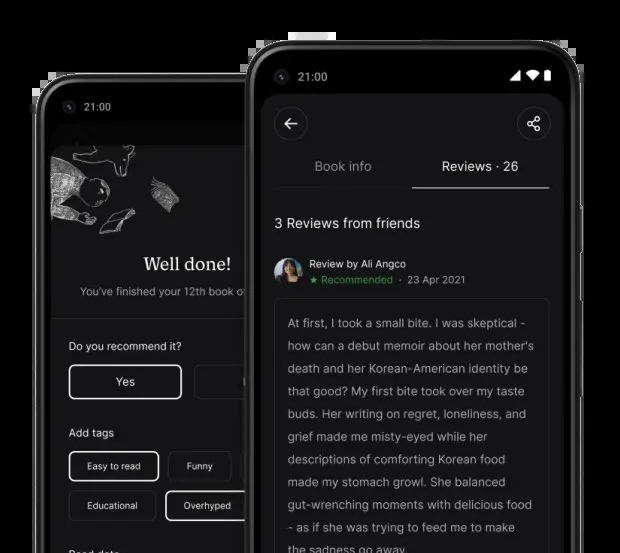 21:00
Well done!
You've finished your 12th book of
Do you recommend it?
Yes
Add tags
Easy to read
Funny
Educational
Overhyped
Read date
21:00
Book info
Reviews · 26
3 Reviews from friends
Review by Ali Angco
★ Recommended · 23 Apr 2021
At first, I took a small bite. I was skeptical -
how can a debut memoir about her mother's
death and her Korean-American identity be
that good? My first bite took over my taste
buds. Her writing on regret, loneliness, and
grief made me misty-eyed while her
descriptions of comforting Korean food
made my stomach growl. She balanced
gut-wrenching moments with delicious food
- as if she was trying to feed me to make
the sadness go away.